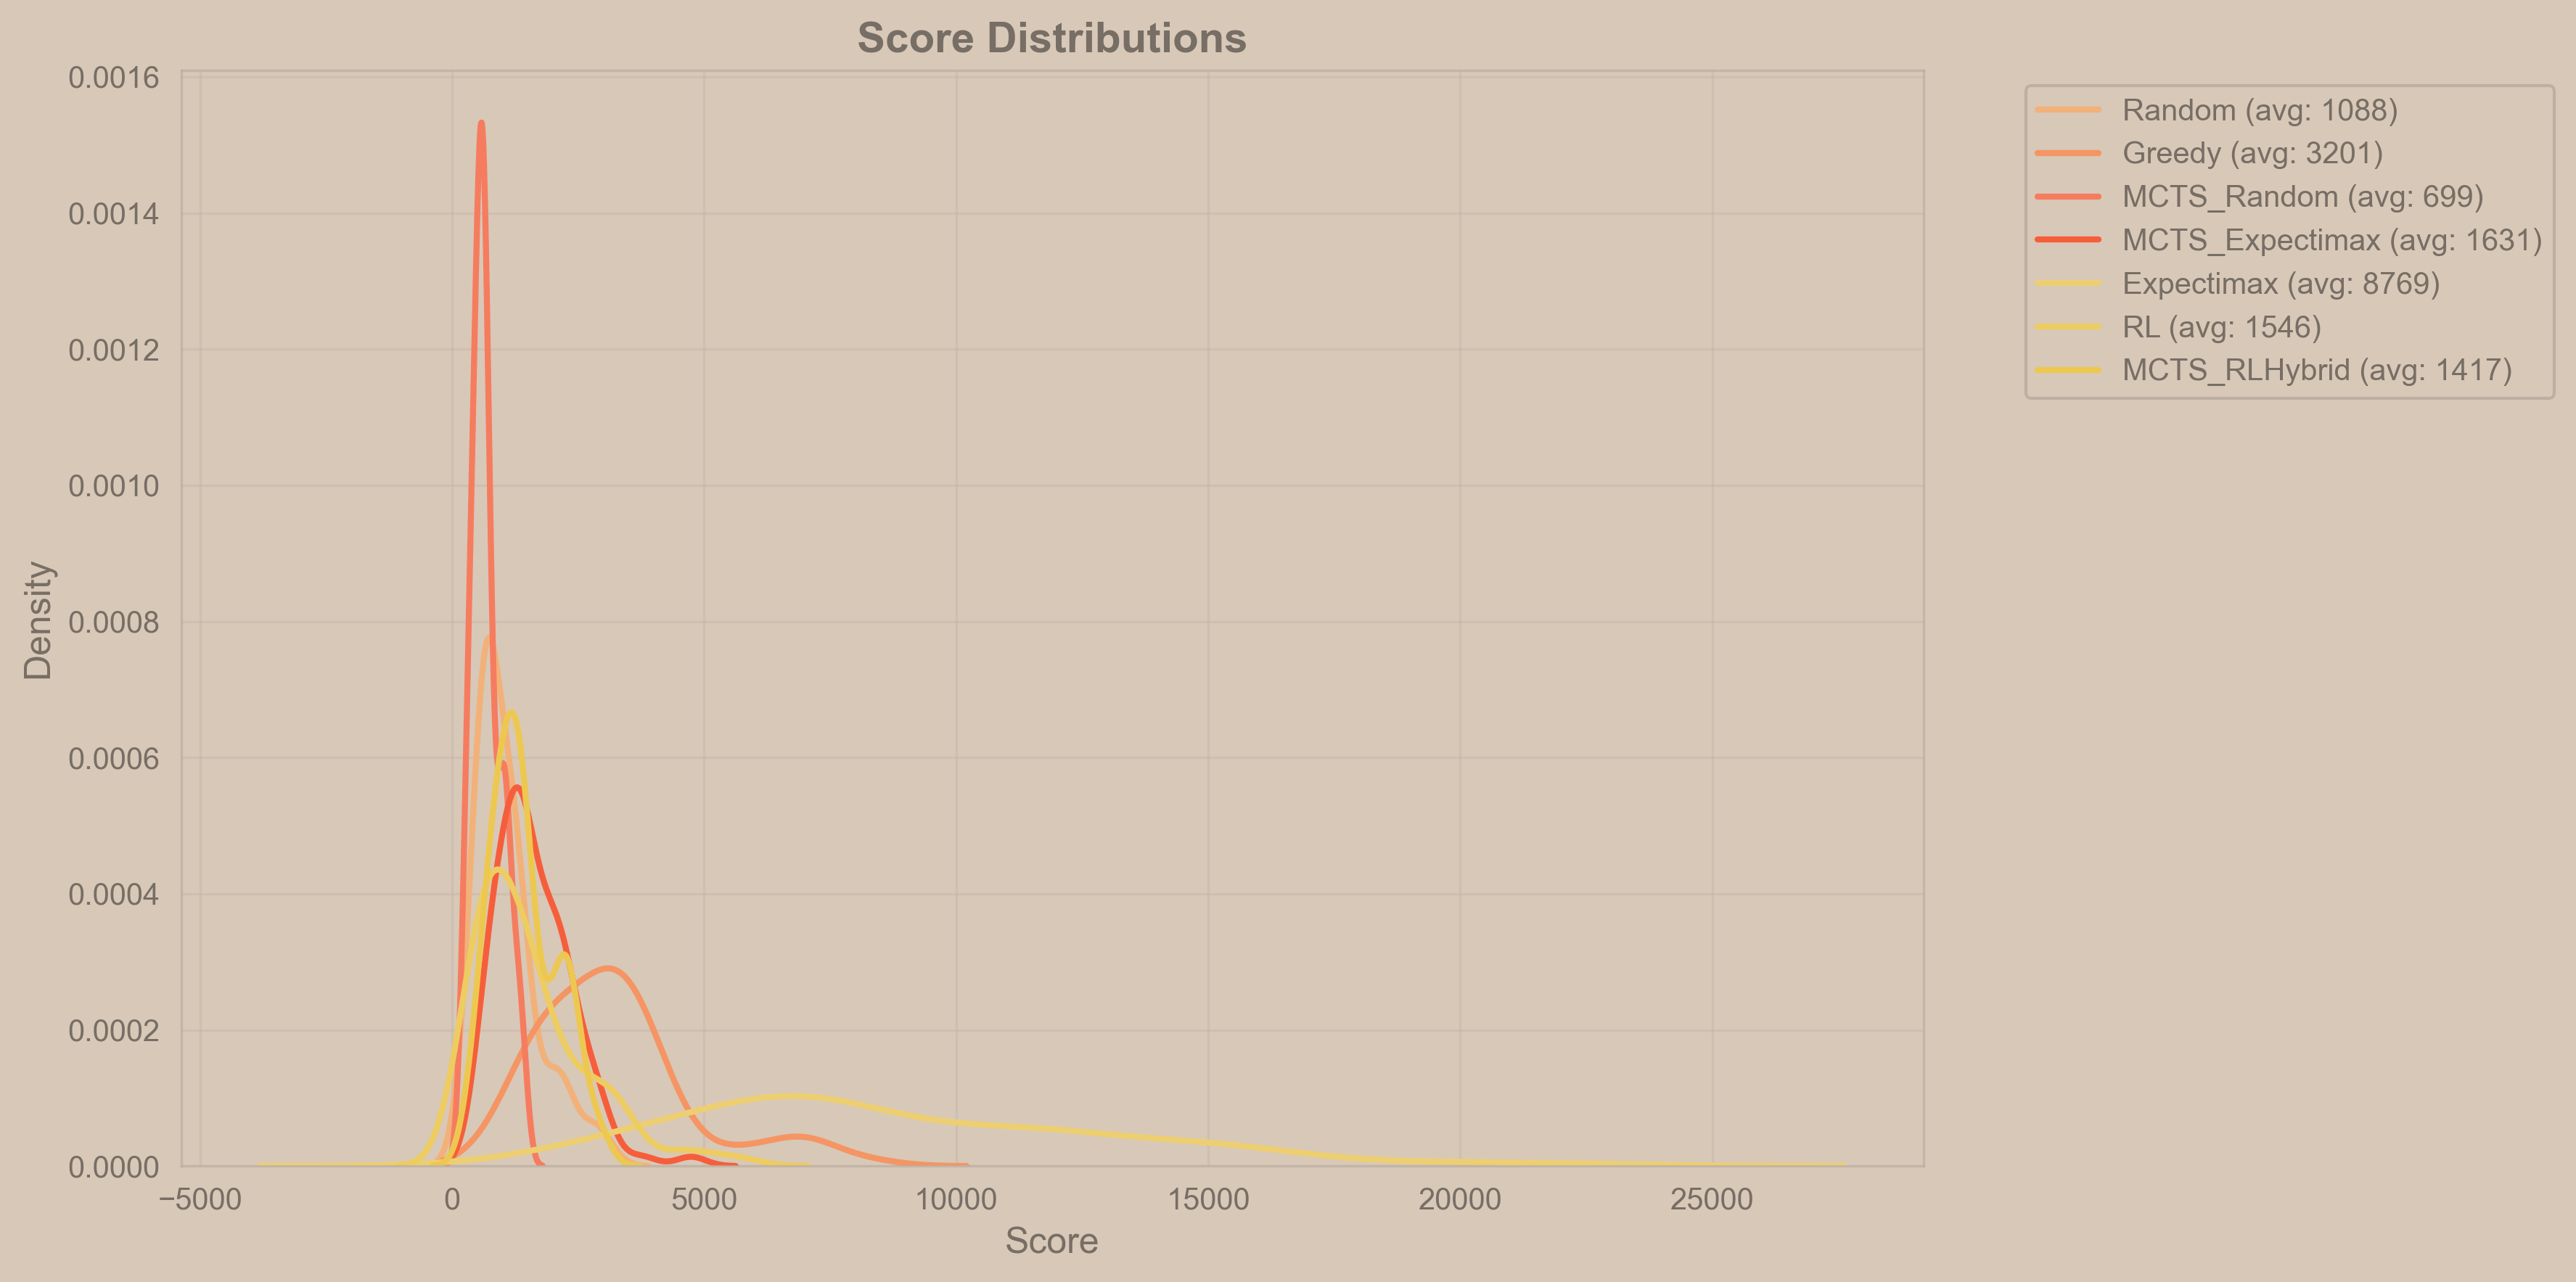 Score Distributions
0.0016
0.0014
0.0012
0.0010
0.0008
0.0006
0.0004
0.0002
0.0000
Density
−5000 0 5000 10000 15000 20000 25000
Score
Random (avg: 1088)
Greedy (avg: 3201)
MCTS_Random (avg: 699)
MCTS_Expectimax (avg: 1631)
Expectimax (avg: 8769)
RL (avg: 1546)
MCTS_RLHybrid (avg: 1417)